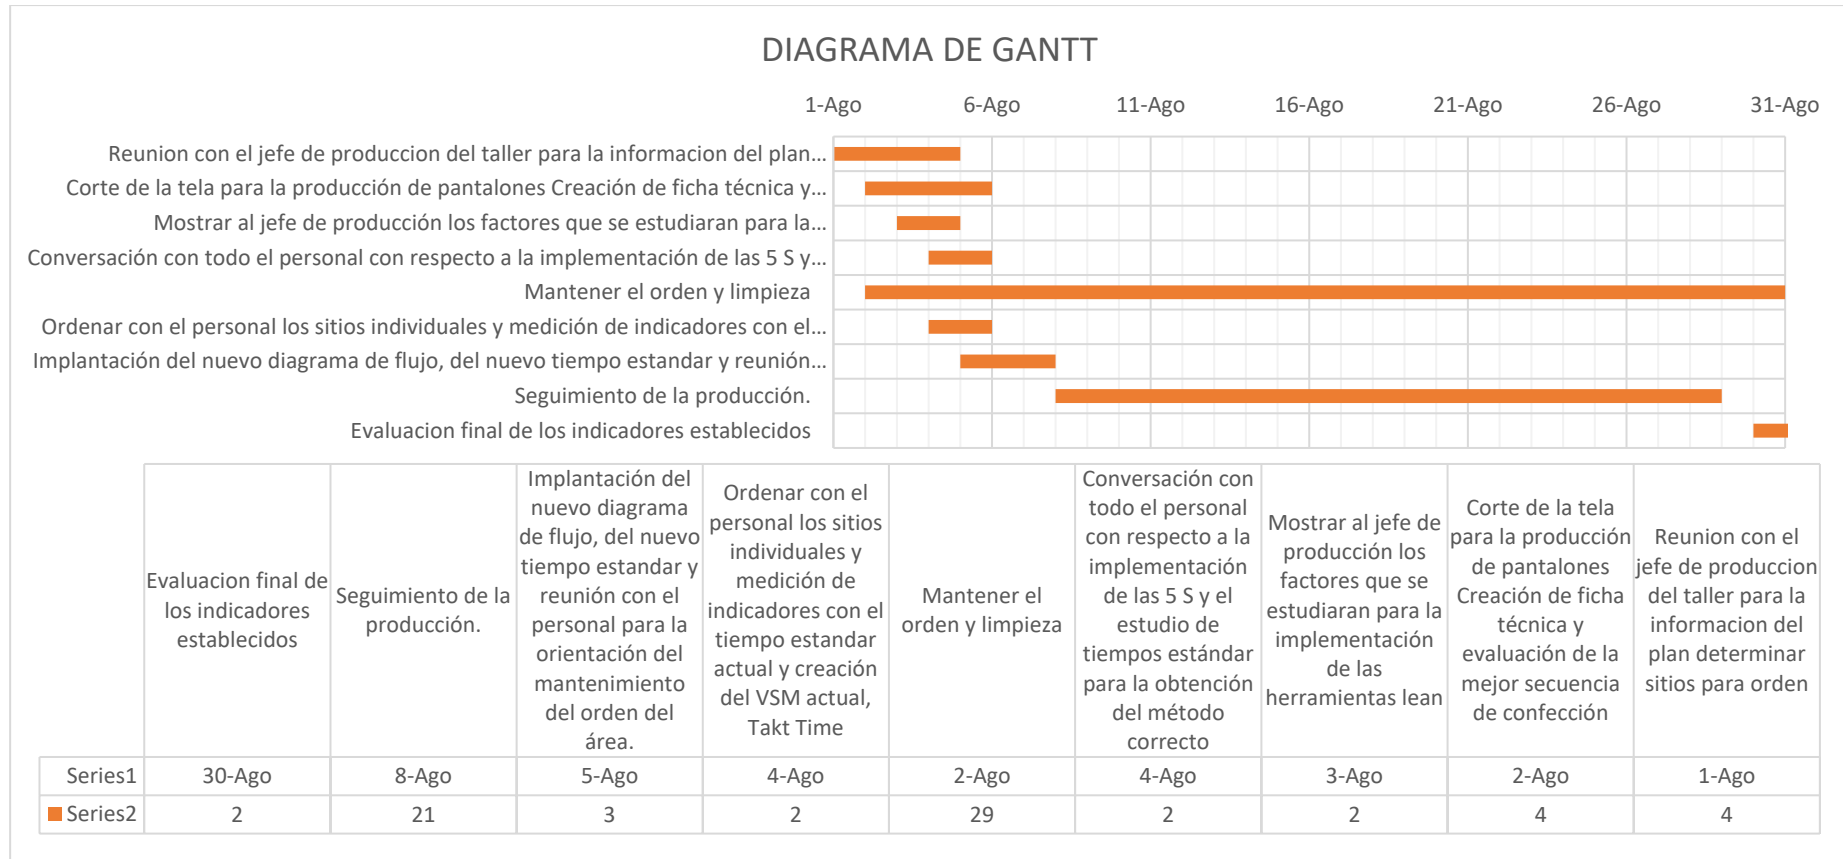 DIAGRAMA DE GANTT
1-Ago 6-Ago 11-Ago 16-Ago 21-Ago 26-Ago 31-Ago
Reunion con el jefe de produccion del taller para la informacion del plan...
Corte de la tela para la producción de pantalones Creación de ficha técnica y...
Mostrar al jefe de producción los factores que se estudiaran para la...
Conversación con todo el personal con respecto a la implementación de las 5 S y...
Mantener el orden y limpieza
Ordenar con el personal los sitios individuales y medición de indicadores con el...
Implantación del nuevo diagrama de flujo, del nuevo tiempo estandar y reunión...
Seguimiento de la producción.
Evaluacion final de los indicadores establecidos
Evaluacion final de
los indicadores
establecidos
Seguimiento de la
producción.
Implantación del
nuevo diagrama
de flujo, del nuevo
tiempo estandar y
reunión con el
personal para la
orientación del
mantenimiento
del orden del
área.
Ordenar con el
personal los sitios
individuales y
medición de
indicadores con el
tiempo estandar
actual y creación
del VSM actual,
Takt Time
Mantener el
orden y limpieza
Conversación con
todo el personal
con respecto a la
implementación
de las 5 S y el
estudio de
tiempos estándar
para la obtención
del método
correcto
Mostrar al jefe de
producción los
factores que se
estudiaran para la
implementación
de las
herramientas lean
Corte de la tela
para la producción
de pantalones
Creación de ficha
técnica y
evaluación de la
mejor secuencia
de confección
Reunion con el
jefe de produccion
del taller para la
informacion del
plan determinar
sitios para orden
Series1 30-Ago 8-Ago 5-Ago 4-Ago 2-Ago 4-Ago 3-Ago 2-Ago 1-Ago
Series2 2 21 3 2 29 2 2 4 4